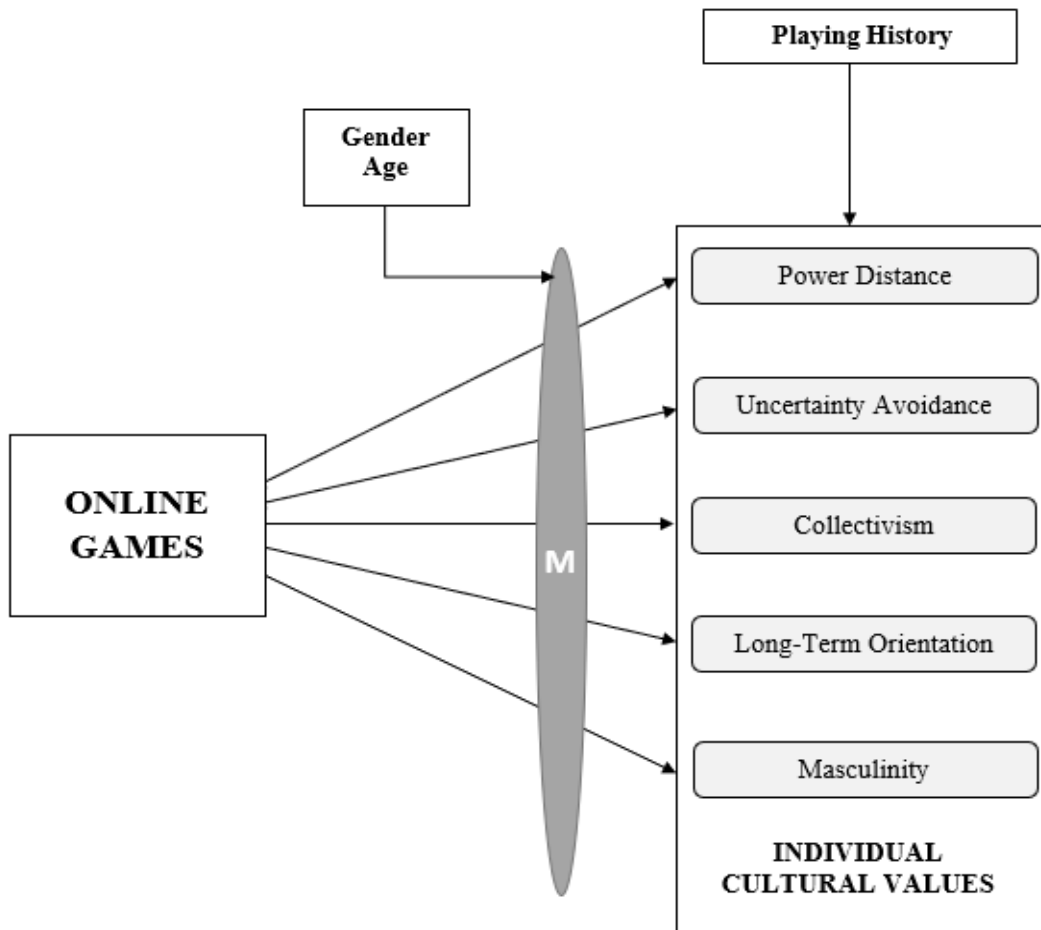 Playing History
Gender
Age
Power Distance
Uncertainty Avoidance
ONLINE
GAMES
Collectivism
M
Long-Term Orientation
Masculinity
INDIVIDUAL
CULTURAL VALUES